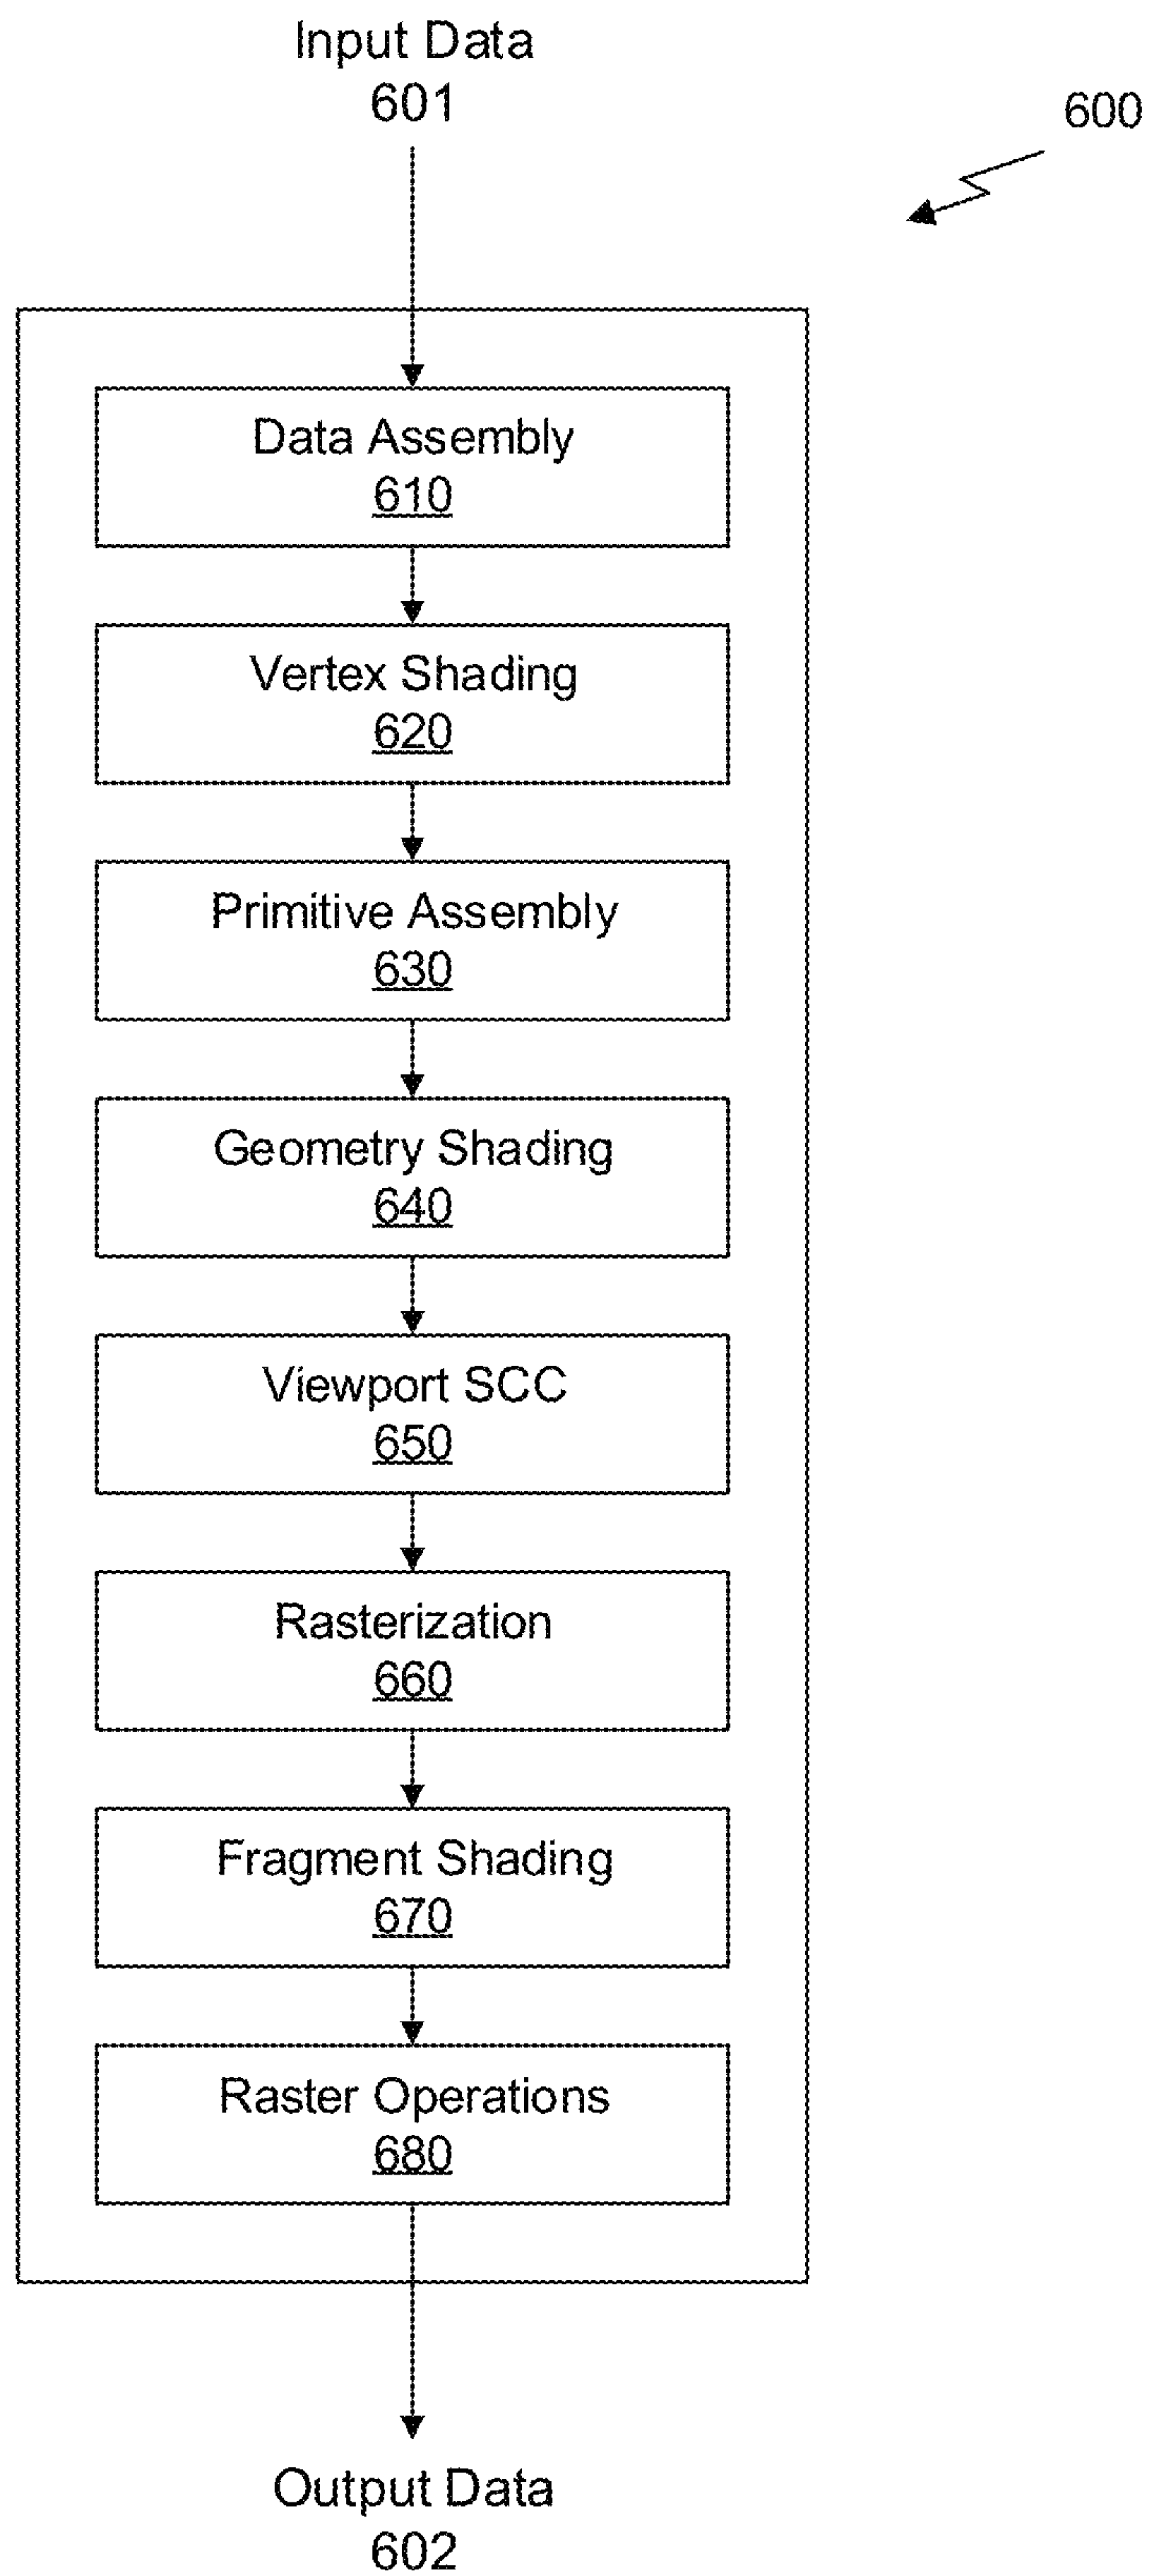 Input Data
601
600
Data Assembly
610
Vertex Shading
620
Primitive Assembly
630
Geometry Shading
640
Viewport SCC
650
Rasterization
660
Fragment Shading
670
Raster Operations
680
Output Data
602